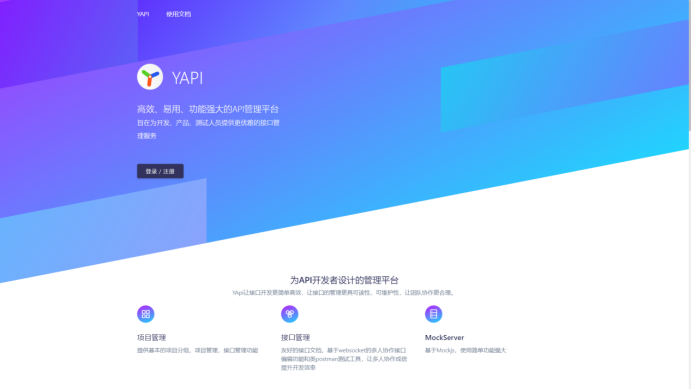 YAPI 使用文档
YAPI
高效、易用、功能强大的API管理平台
旨在为开发、产品、测试人员提供更优雅的接口管
理服务
登录 / 注册
为API开发者设计的管理平台
YApi让接口开发更简单高效，让接口的管理更具可读性、可维护性，让团队协作更合理。
项目管理
提供基本的项目分组，项目管理，接口管理功能
接口管理
友好的接口文档，基于websocket的多人协作接口
编辑功能和类postman测试工具，让多人协作成倍
提升开发效率
MockServer
基于Mockjs，使用简单功能强大